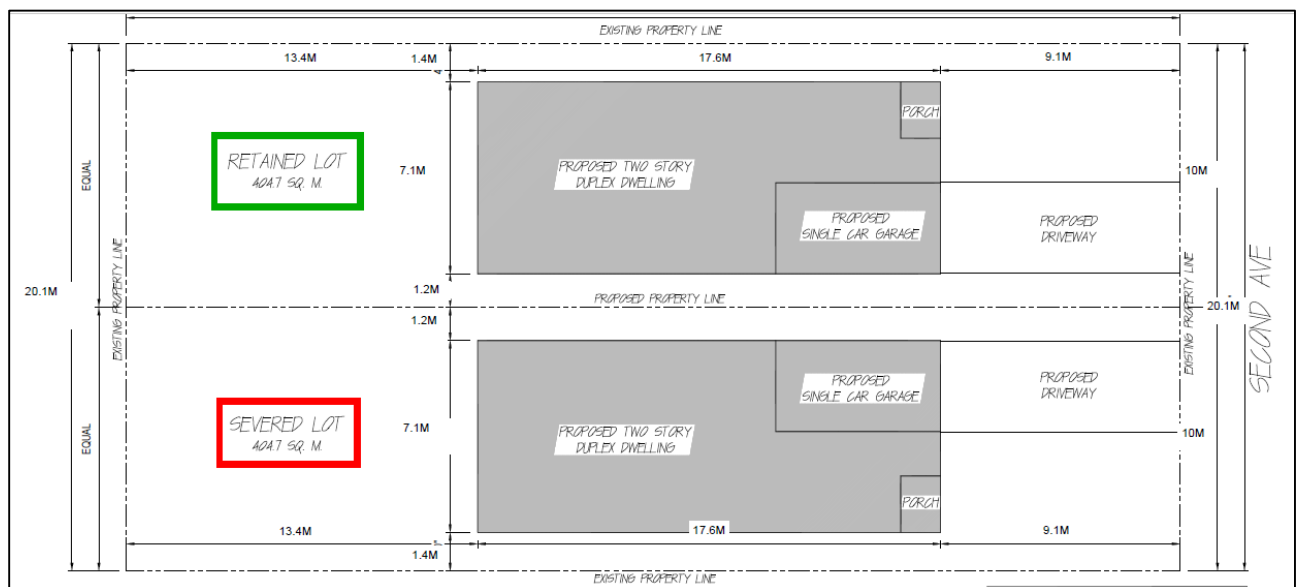 EXISTING PROPERTY LINE
13.4M
1.4M
17.6M
9.1M
PORCH
RETAINED LOT
404.7 SQ. M.
EQUAL
7.1M
PROPOSED TWO STORY
DUPLEX DWELLING
10M
PROPOSED
SINGLE CAR GARAGE
PROPOSED
DRIVEWAY
EXISTING PROPERTY LINE
20.1M
1.2M
PROPOSED PROPERTY LINE
1.2M
EXISTING PROPERTY LINE
20.1M
SECOND AVE
PROPOSED
SINGLE CAR GARAGE
PROPOSED
DRIVEWAY
SEVERED LOT
404.7 SQ. M.
EQUAL
7.1M
PROPOSED TWO STORY
DUPLEX DWELLING
10M
PORCH
13.4M
1.4M
17.6M
9.1M
EXISTING PROPERTY LINE